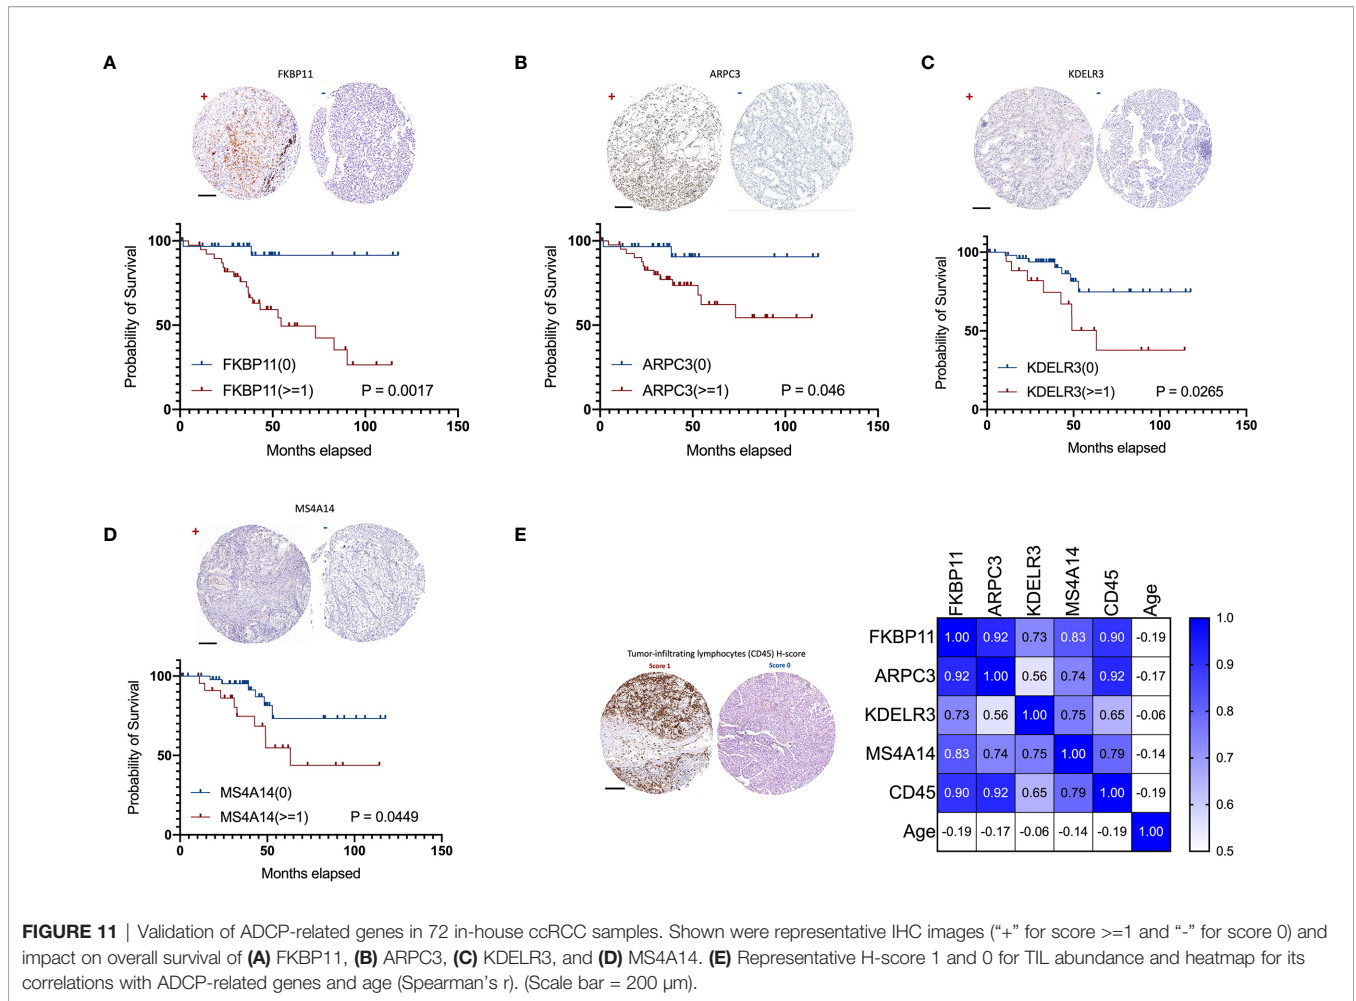 A
FKBP11
+
-
Probability of Survival
100
50
0
FKBP11(0)
FKBP11(>=1)
P = 0.0017
0 50 100 150
Months elapsed
B
ARPC3
+
-
Probability of Survival
100
50
0
ARPC3(0)
ARPC3(>=1)
P = 0.046
0 50 100 150
Months elapsed
C
KDELR3
+
-
Probability of Survival
100
50
0
KDELR3(0)
KDELR3(>=1)
P = 0.0265
0 50 100 150
Months elapsed
D
MS4A14
+
-
Probability of Survival
100
50
0
MS4A14(0)
MS4A14(>=1)
P = 0.0449
0 50 100 150
Months elapsed
E
Tumor-infiltrating lymphocytes (CD45) H-score
Score 1 Score 0
FKBP11 ARPC3 KDELR3 MS4A14 CD45 Age
FKBP11 1.00 0.92 0.73 0.83 0.90 -0.19
ARPC3 0.92 1.00 0.56 0.74 0.92 -0.17
KDELR3 0.73 0.56 1.00 0.75 0.65 -0.06
MS4A14 0.83 0.74 0.75 1.00 0.79 -0.14
CD45 0.90 0.92 0.65 0.79 1.00 -0.19
Age -0.19 -0.17 -0.06 -0.14 -0.19 1.00
1.0
0.9
0.8
0.7
0.6
0.5
FIGURE 11 | Validation of ADCP-related genes in 72 in-house ccRCC samples. Shown were representative IHC images (“+” for score >=1 and “-” for score 0) and
impact on overall survival of (A) FKBP11, (B) ARPC3, (C) KDELR3, and (D) MS4A14. (E) Representative H-score 1 and 0 for TIL abundance and heatmap for its
correlations with ADCP-related genes and age (Spearman’s r). (Scale bar = 200 µm).